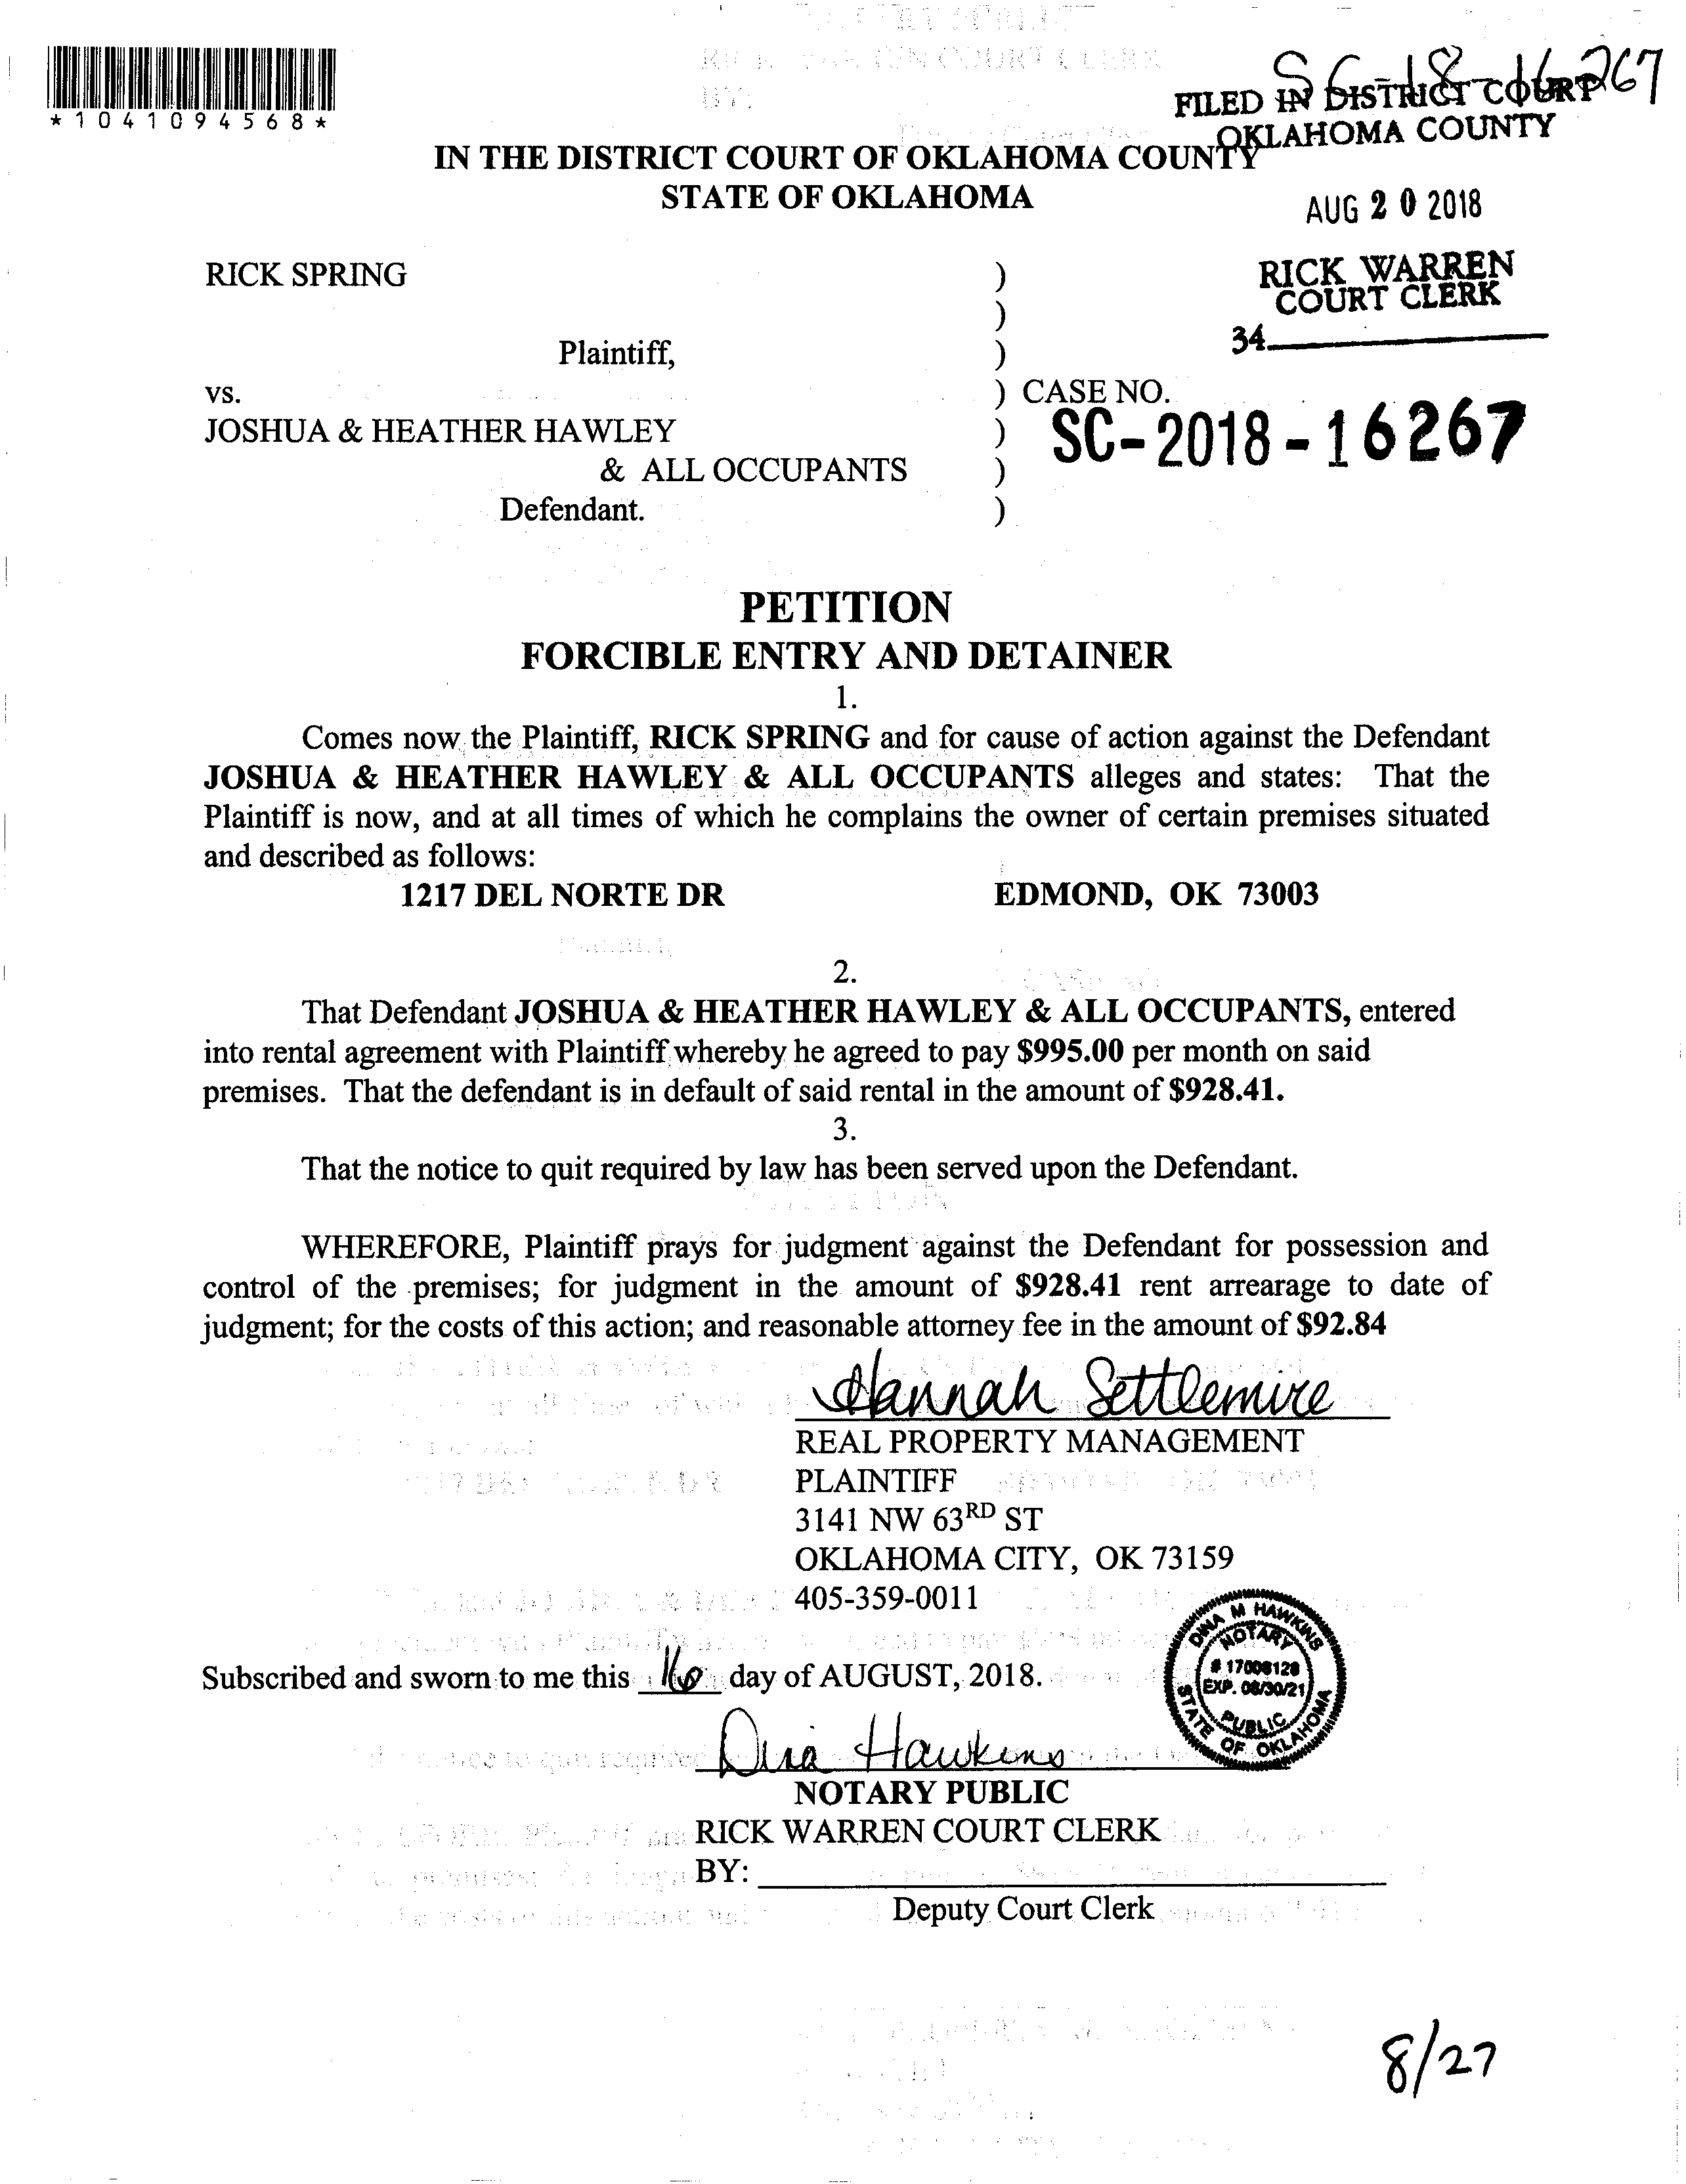 *1041094568*
SC-18-16267
FILED IN DISTRICT COURT
OKLAHOMA COUNTY
IN THE DISTRICT COURT OF OKLAHOMA COUNTY
STATE OF OKLAHOMA
AUG 20 2018
RICK SPRING )
RICK WARREN
COURT CLERK
)
34
Plaintiff, )
vs. ) CASE NO.
JOSHUA & HEATHER HAWLEY ) SC-2018-16267
& ALL OCCUPANTS )
Defendant. )
PETITION
FORCIBLE ENTRY AND DETAINER
1.
Comes now the Plaintiff, RICK SPRING and for cause of action against the Defendant
JOSHUA & HEATHER HAWLEY & ALL OCCUPANTS alleges and states: That the
Plaintiff is now, and at all times of which he complains the owner of certain premises situated
and described as follows:
1217 DEL NORTE DR EDMOND, OK 73003
2.
That Defendant JOSHUA & HEATHER HAWLEY & ALL OCCUPANTS, entered
into rental agreement with Plaintiff whereby he agreed to pay $995.00 per month on said
premises. That the defendant is in default of said rental in the amount of $928.41.
3.
That the notice to quit required by law has been served upon the Defendant.
WHEREFORE, Plaintiff prays for judgment against the Defendant for possession and
control of the premises; for judgment in the amount of $928.41 rent arrearage to date of
judgment; for the costs of this action; and reasonable attorney fee in the amount of $92.84
Hannah Settlemire
REAL PROPERTY MANAGEMENT
PLAINTIFF
3141 NW 63RD ST
OKLAHOMA CITY, OK 73159
405-359-0011
DINA M HAWKINS
NOTARY
# 17008128
EXP. 08/30/21
PUBLIC
STATE OF OKLAHOMA
Subscribed and sworn to me this 16 day of AUGUST, 2018.
Dina Hawkins
NOTARY PUBLIC
RICK WARREN COURT CLERK
BY:
Deputy Court Clerk
8/27